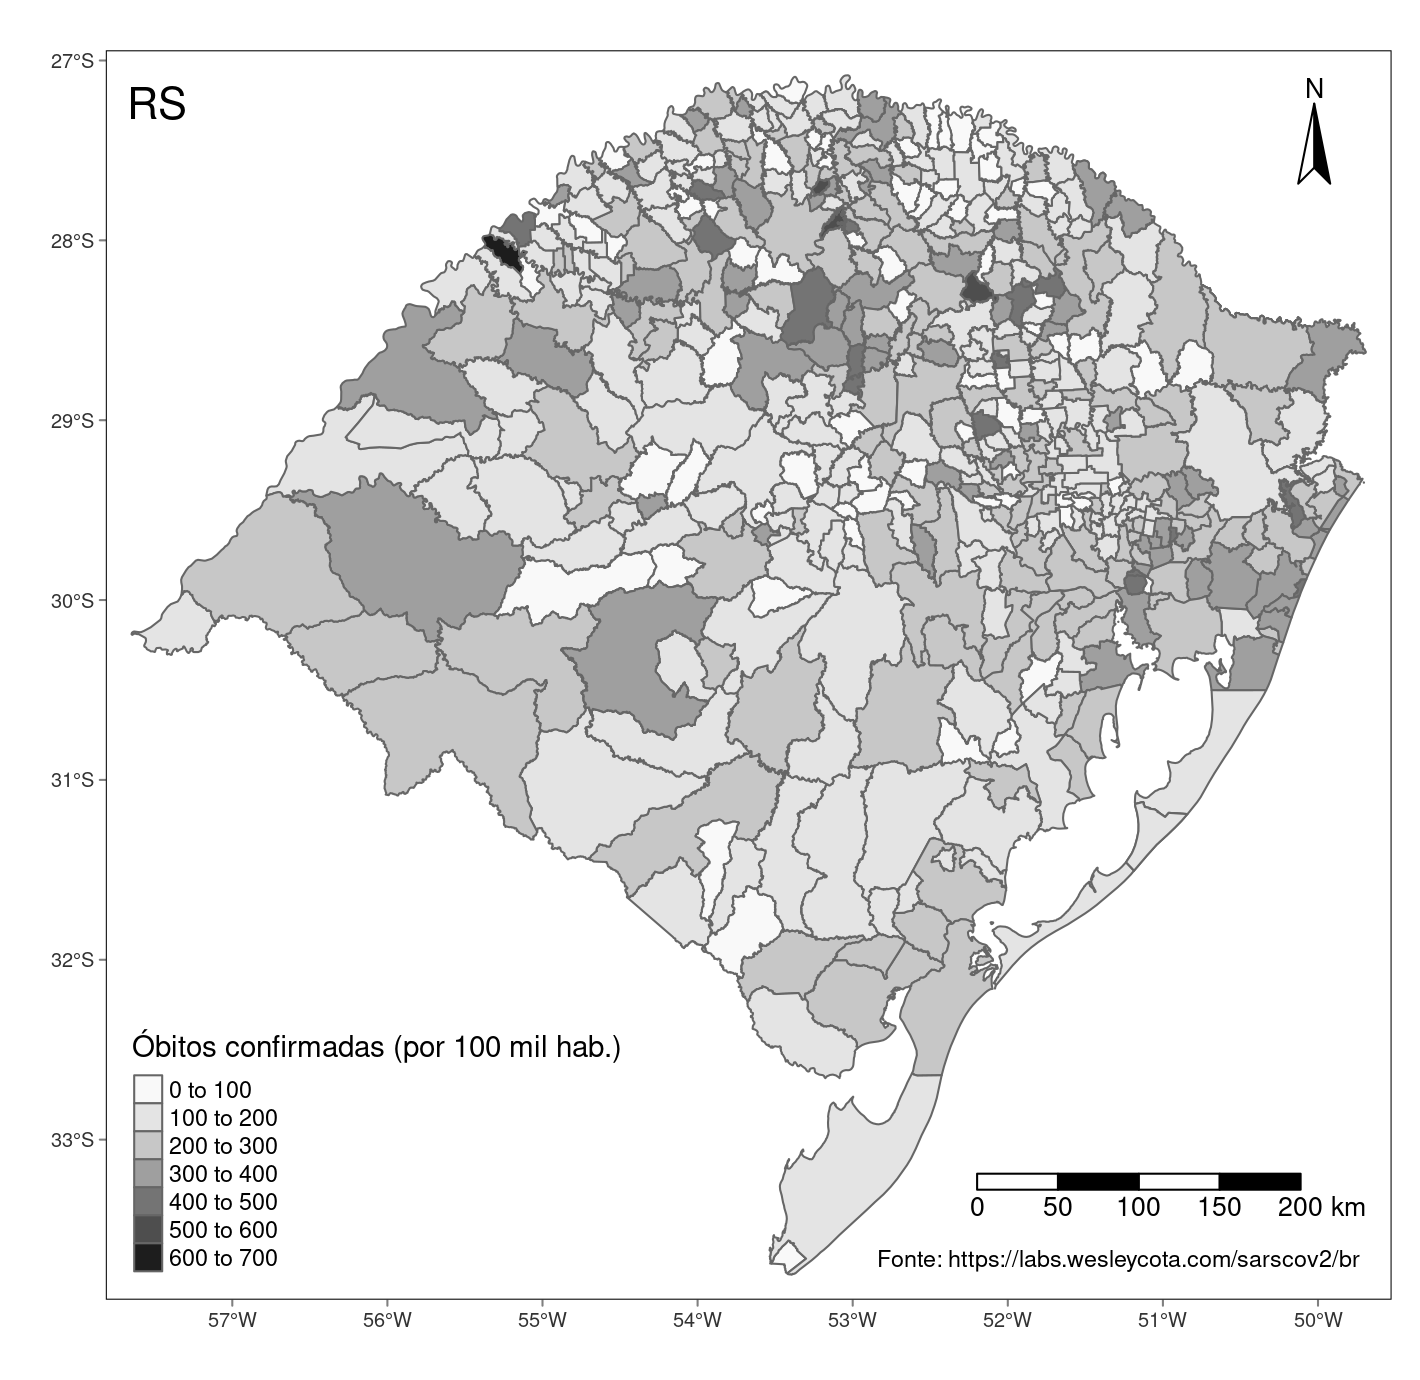 RS
N
27°S
28°S
29°S
30°S
31°S
32°S
33°S
Óbitos confirmadas (por 100 mil hab.)
0 to 100
100 to 200
200 to 300
300 to 400
400 to 500
500 to 600
600 to 700
0 50 100 150 200 km
Fonte: https://labs.wesleycota.com/sarscov2/br
57°W 56°W 55°W 54°W 53°W 52°W 51°W 50°W